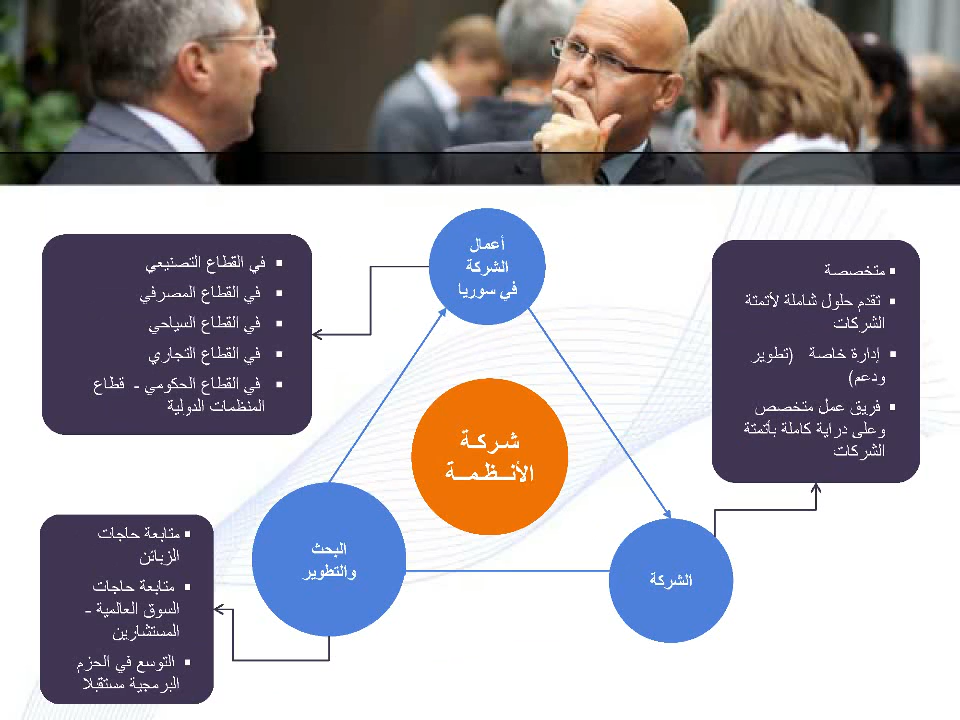 أعمال
الشركة
في سوريا
▪ متخصصة
▪ تقدم حلول شاملة لأتمتة
الشركات
▪ إدارة خاصة (تطوير
ودعم)
▪ فريق عمل متخصص
وعلى دراية كاملة بأتمتة
الشركات
▪ في القطاع التصنيعي
▪ في القطاع المصرفي
▪ في القطاع السياحي
▪ في القطاع التجاري
▪ في القطاع الحكومي - قطاع
المنظمات الدولية
شـركـة
الأنــظـمــة
الشركة
البحث
والتطوير
▪ متابعة حاجات
الزبائن
▪ متابعة حاجات
السوق العالمية -
المستشارين
▪ التوسع في الحزم
البرمجية مستقبلا